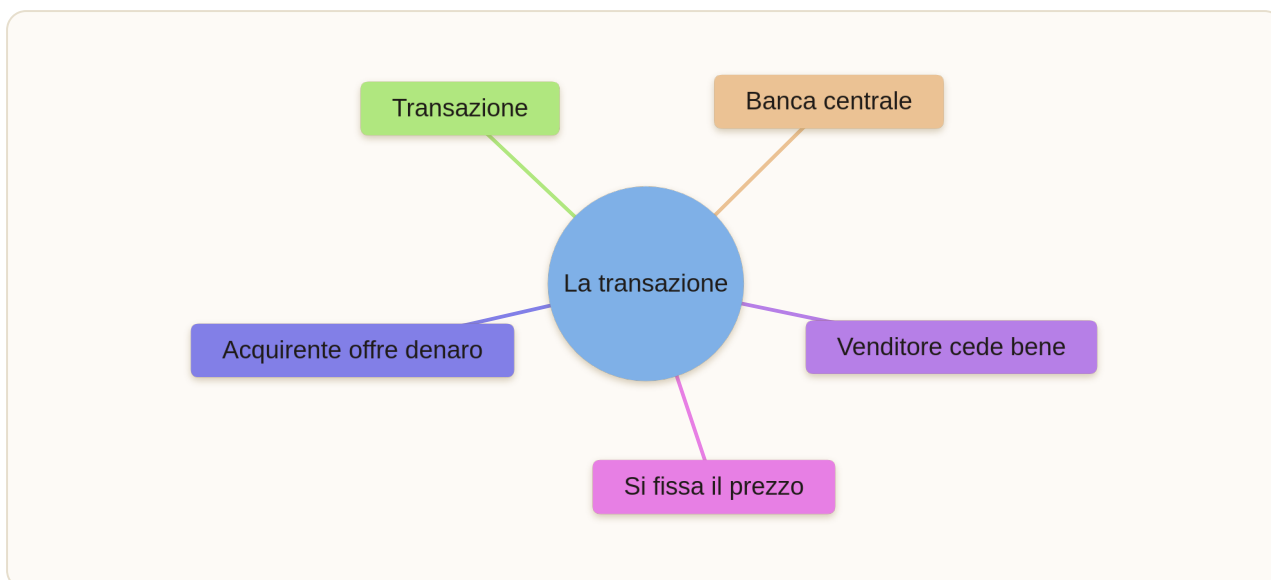 Transazione
Banca centrale
La transazione
Acquirente offre denaro
Venditore cede bene
Si fissa il prezzo